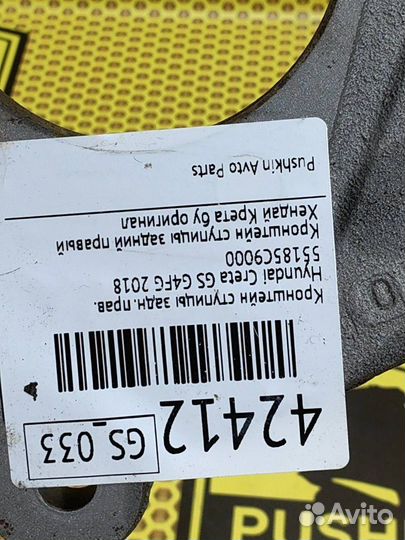 42412
GS_033
Кронштейн ступицы задн.прав.
Hyundai Creta GS G4FG 2018
55185C9000
Кронштейн ступицы задний правый
Хендай Крета бу оригинал
Pushkin Avto Parts
PUSH
Avito